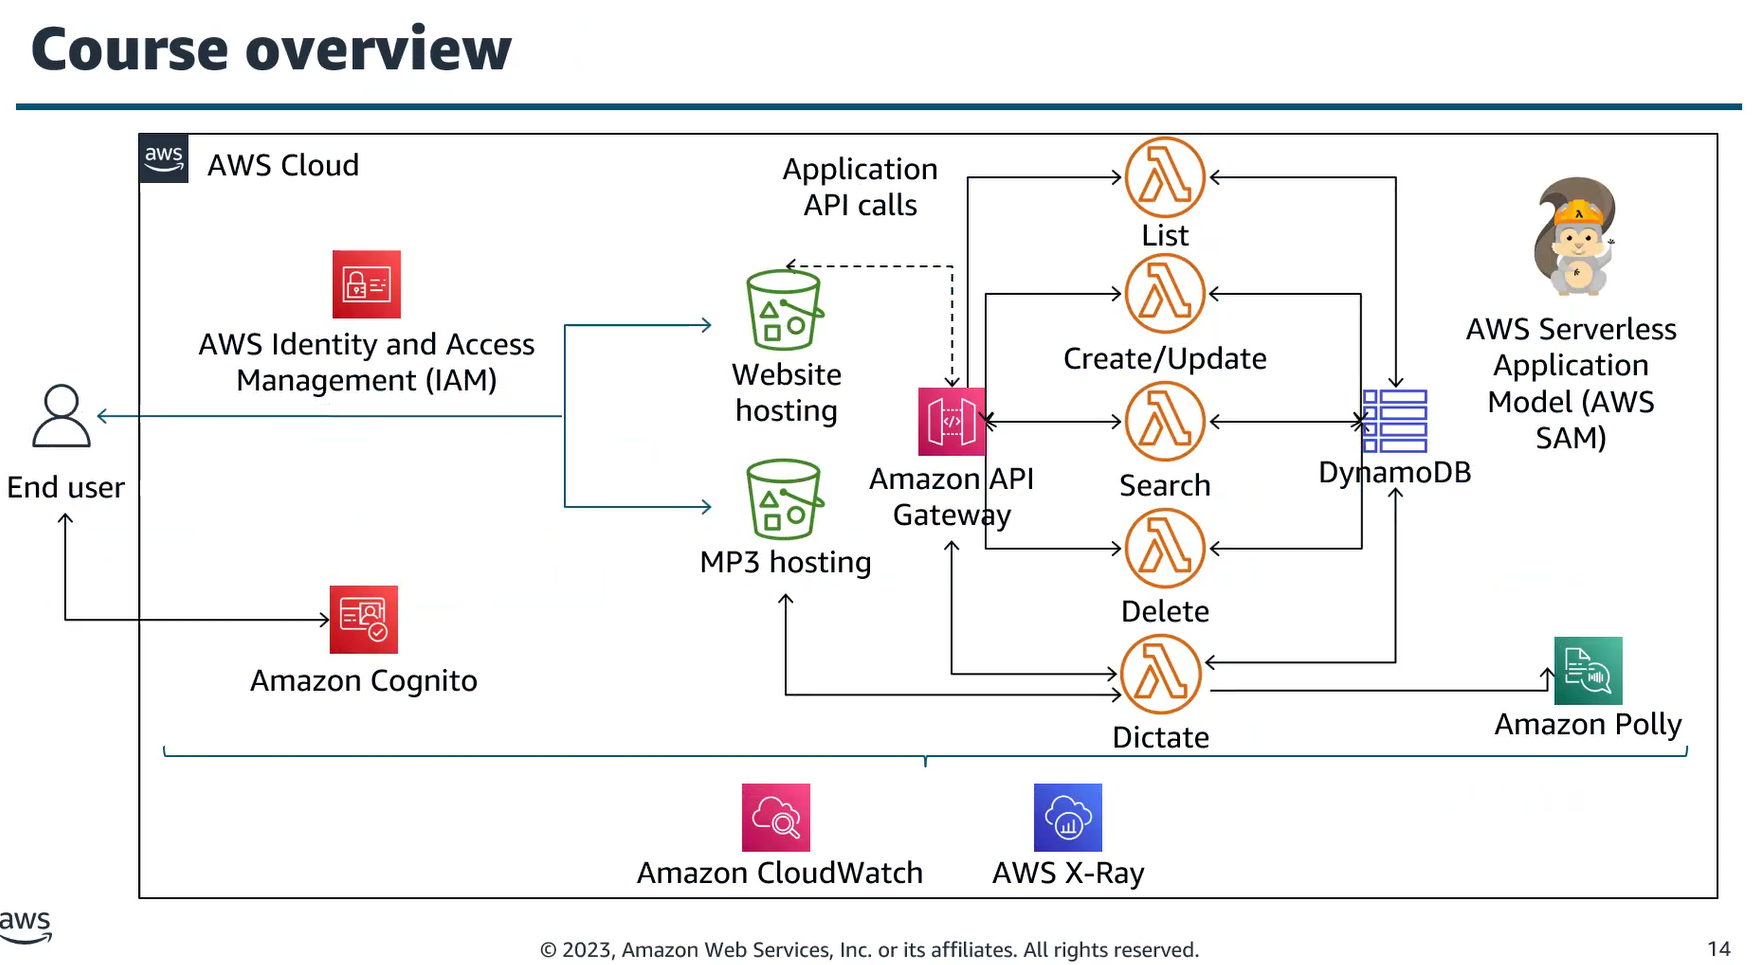 Course overview
aws
AWS Cloud
Application
API calls
List
AWS Identity and Access
Management (IAM)
Website
hosting
Create/Update
AWS Serverless
Application
Model (AWS
SAM)
λ
</>
End user
Amazon API
Gateway
Search
DynamoDB
MP3 hosting
Delete
Amazon Cognito
Dictate
Amazon Polly
Amazon CloudWatch
AWS X-Ray
aws
© 2023, Amazon Web Services, Inc. or its affiliates. All rights reserved.
14